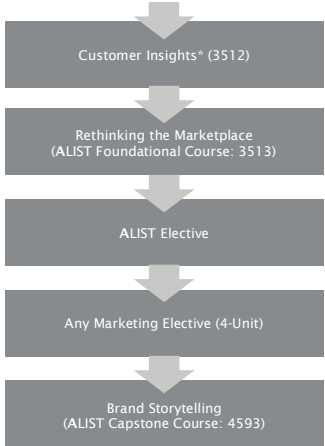 Customer Insights* (3512)
Rethinking the Marketplace
(ALIST Foundational Course: 3513)
ALIST Elective
Any Marketing Elective (4-Unit)
Brand Storytelling
(ALIST Capstone Course: 4593)